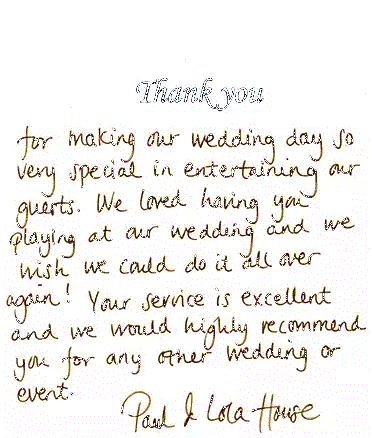 Thank you
for making our wedding day so
very special in entertaining our
guests. We loved having you
playing at our wedding and we
wish we could do it all over
again! Your service is excellent
and we would highly recommend
you for any other wedding or
event.
Paul & Lola House